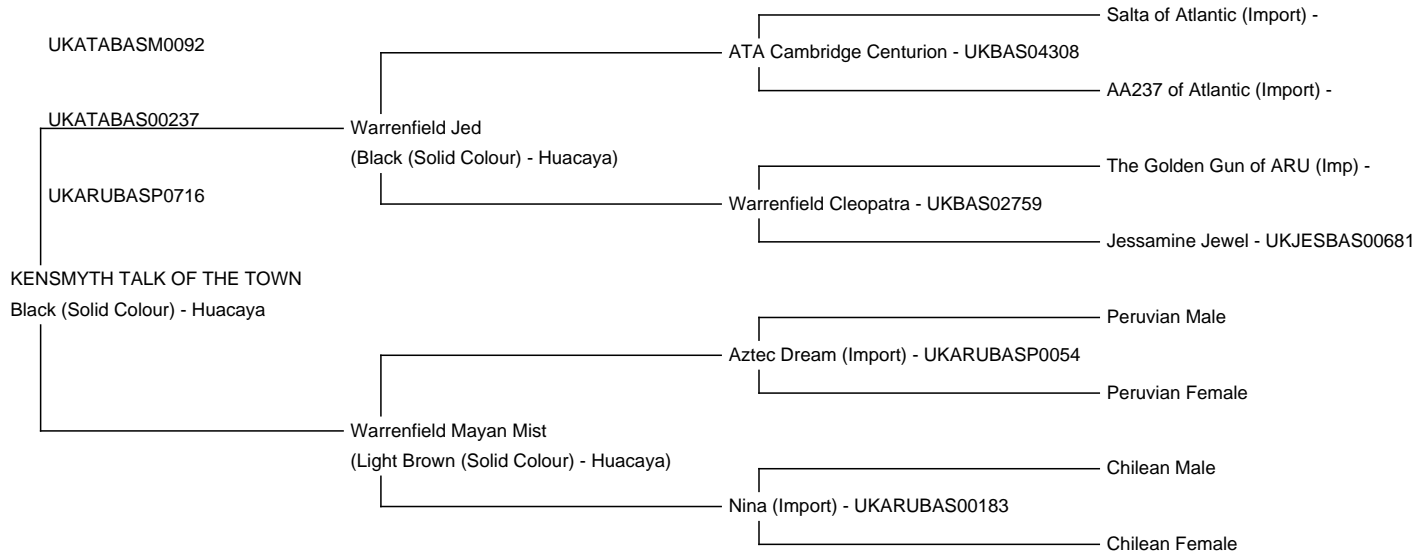 Salta of Atlantic (Import) -
UKATABASM0092
ATA Cambridge Centurion - UKBAS04308
AA237 of Atlantic (Import) -
UKATABAS00237
Warrenfield Jed
(Black (Solid Colour) - Huacaya)
The Golden Gun of ARU (Imp) -
UKARUBASP0716
Warrenfield Cleopatra - UKBAS02759
Jessamine Jewel - UKJESBAS00681
KENSMYTH TALK OF THE TOWN
Black (Solid Colour) - Huacaya
Peruvian Male
Aztec Dream (Import) - UKARUBASP0054
Peruvian Female
Warrenfield Mayan Mist
(Light Brown (Solid Colour) - Huacaya)
Chilean Male
Nina (Import) - UKARUBAS00183
Chilean Female